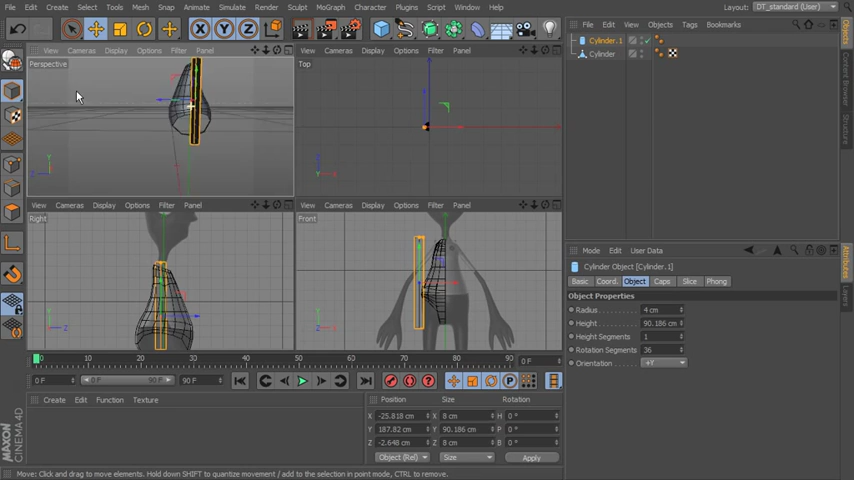 File Edit Create Select Tools Mesh Snap Animate Simulate Render Sculpt MoGraph Character Plugins Script Window Help Layout: DT_standard (User)
File Edit View Objects Tags Bookmarks
Cylinder.1
Cylinder
View Cameras Display Options Filter Panel
Perspective
View Cameras Display Options Filter Panel
Top
View Cameras Display Options Filter Panel
Right
View Cameras Display Options Filter Panel
Front
Objects
Structure
Mode Edit User Data
Cylinder Object [Cylinder.1]
Basic Coord. Object Caps Slice Phong
Object Properties
Radius 4 cm
Height 90.186 cm
Height Segments 1
Rotation Segments 36
Orientation +Y
Attributes
Layers
0 10 20 30 40 50 60 70 80 90 0 F
0 F 0 F 90 F 90 F
Create Edit Function Texture
Position Size Rotation
X -25.818 cm X 8 cm H 0 °
Y 187.82 cm Y 90.186 cm P 0 °
Z -2.648 cm Z 8 cm B 0 °
Object (Rel) Size Apply
MAXON CINEMA4D
Move: Click and drag to move elements. Hold down SHIFT to quantize movement / add to the selection in point mode, CTRL to remove.